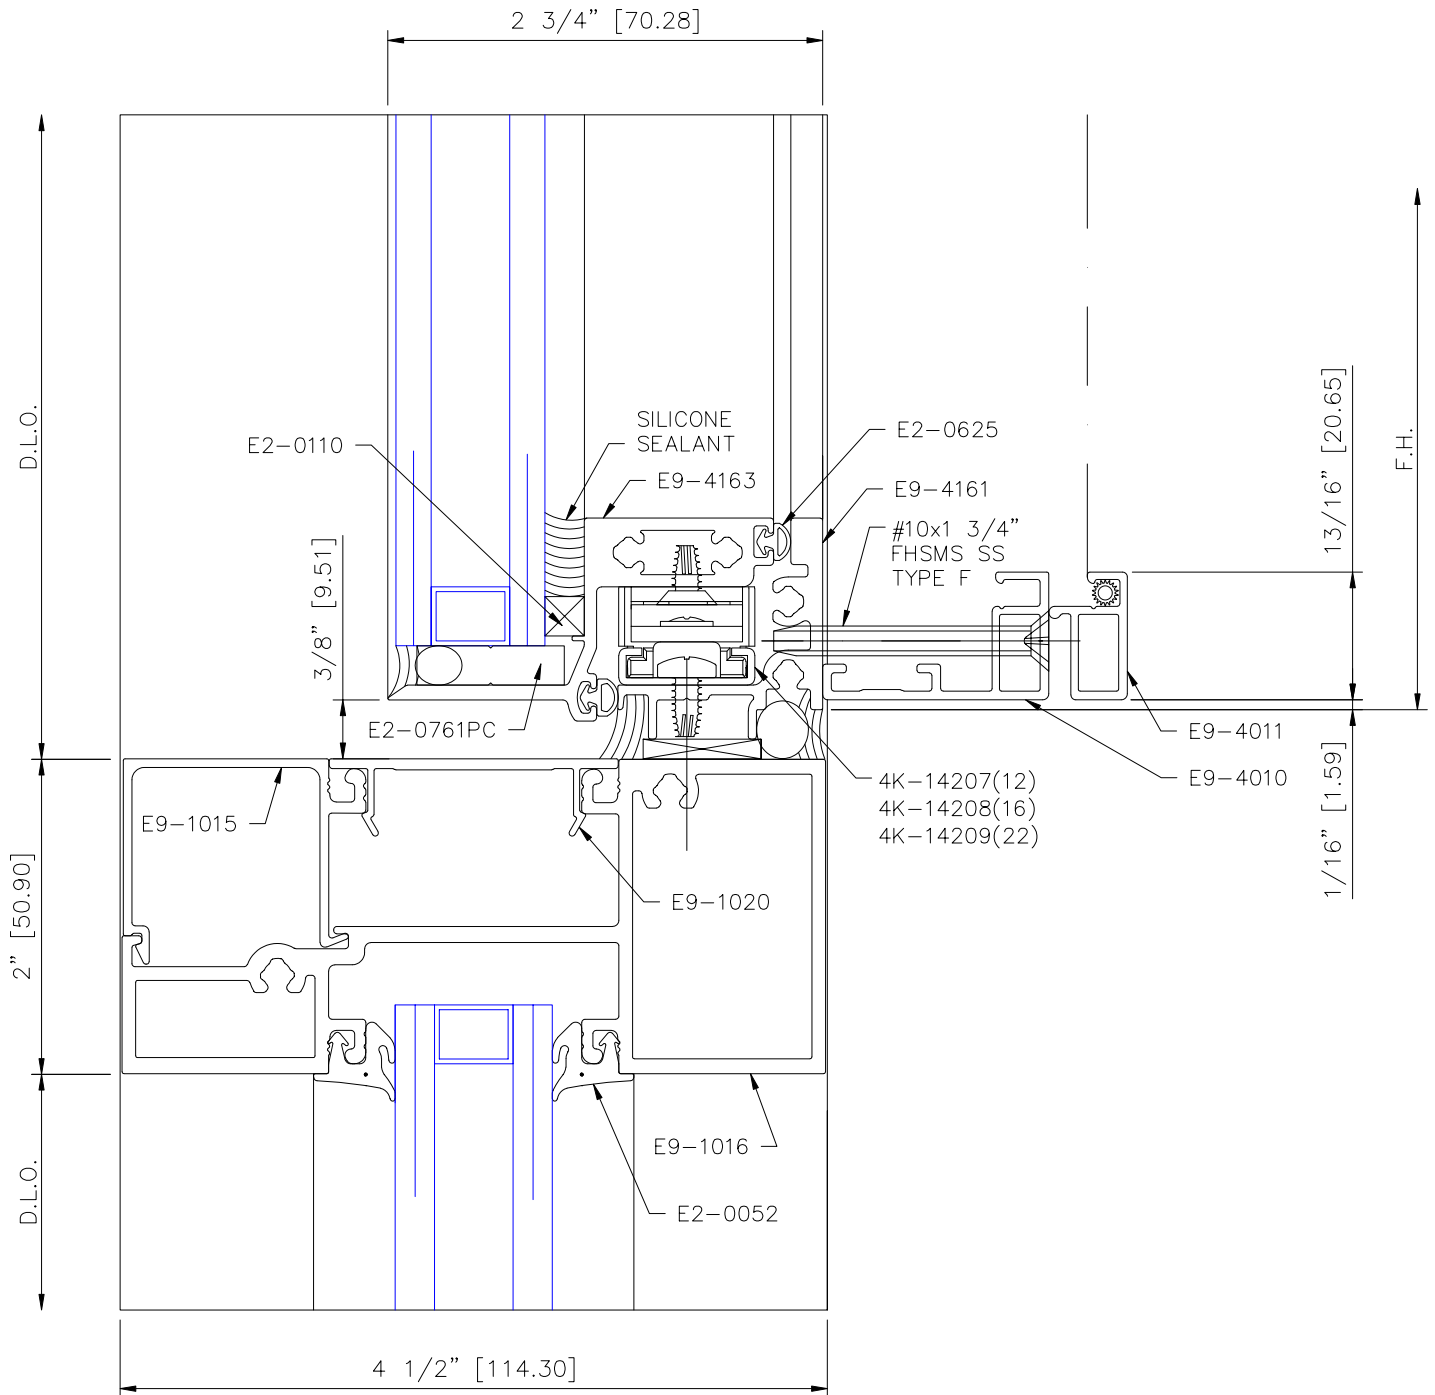 2 3/4" [70.28]
D.L.O.
F.H.
13/16" [20.65]
SILICONE
SEALANT
E2-0110
E2-0625
E9-4163
E9-4161
#10x1 3/4"
FHSMS SS
TYPE F
3/8" [9.51]
E2-0761PC
E9-4011
E9-4010
4K-14207(12)
4K-14208(16)
4K-14209(22)
1/16" [1.59]
E9-1015
E9-1020
2" [50.90]
E9-1016
E2-0052
D.L.O.
4 1/2" [114.30]